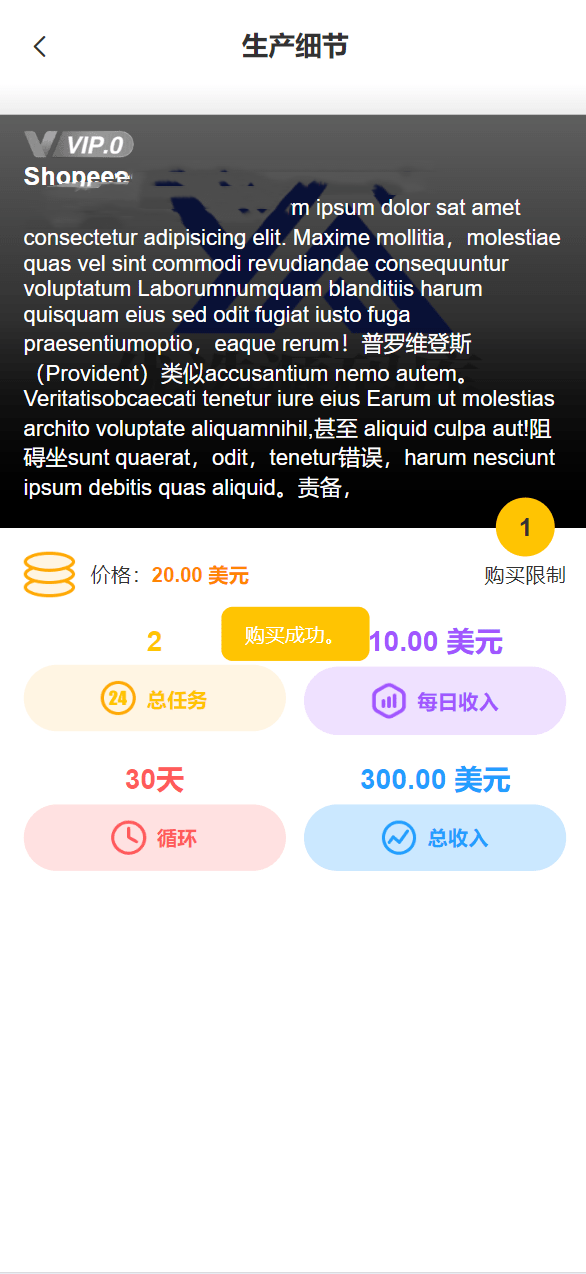 生产细节
VIP.0
Shopeee
m ipsum dolor sat amet
consectetur adipisicing elit. Maxime mollitia，molestiae
quas vel sint commodi revudiandae consequuntur
voluptatum Laborumnumquam blanditiis harum
quisquam eius sed odit fugiat iusto fuga
praesentiumoptio，eaque rerum！普罗维登斯
（Provident）类似accusantium nemo autem。
Veritatisobcaecati tenetur iure eius Earum ut molestias
archito voluptate aliquamnihil,甚至 aliquid culpa aut!阻
碍坐sunt quaerat，odit，tenetur错误，harum nesciunt
ipsum debitis quas aliquid。责备，
1
价格：20.00 美元
购买限制
购买成功。
2
10.00 美元
24 总任务
每日收入
30天
300.00 美元
循环
总收入